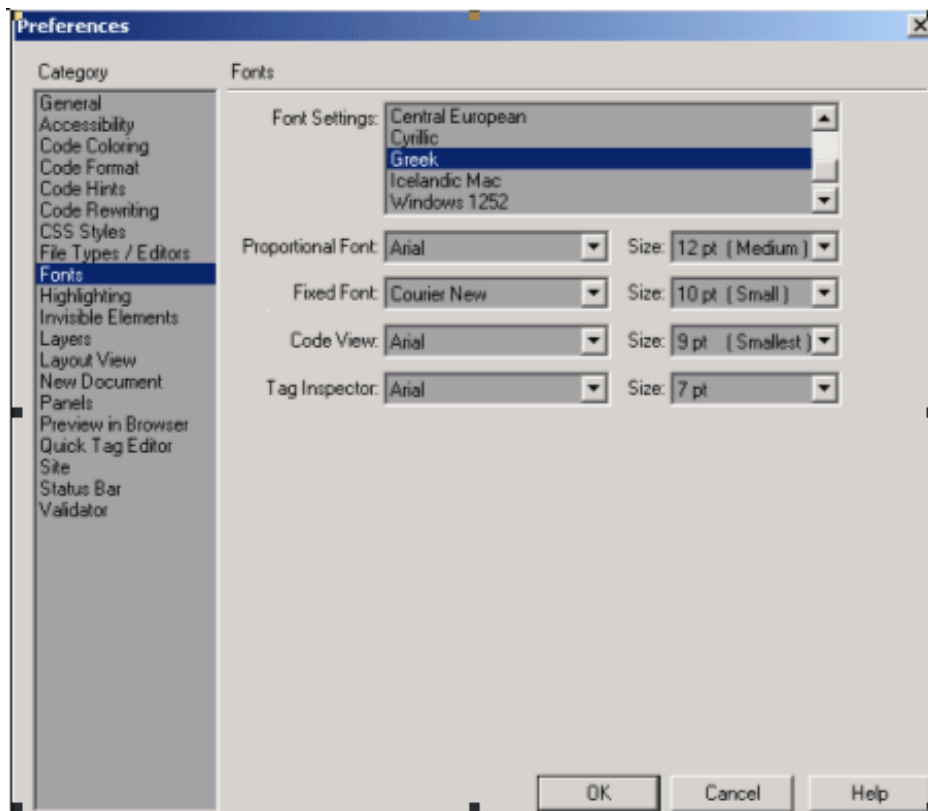 Preferences
Category
General
Accessibility
Code Coloring
Code Format
Code Hints
Code Rewriting
CSS Styles
File Types / Editors
Fonts
Highlighting
Invisible Elements
Layers
Layout View
New Document
Panels
Preview in Browser
Quick Tag Editor
Site
Status Bar
Validator
Fonts
Font Settings:
Central European
Cyrillic
Greek
Icelandic Mac
Windows 1252
Proportional Font: Arial Size: 12 pt ( Medium )
Fixed Font: Courier New Size: 10 pt ( Small )
Code View: Arial Size: 9 pt ( Smallest )
Tag Inspector: Arial Size: 7 pt
OK Cancel Help